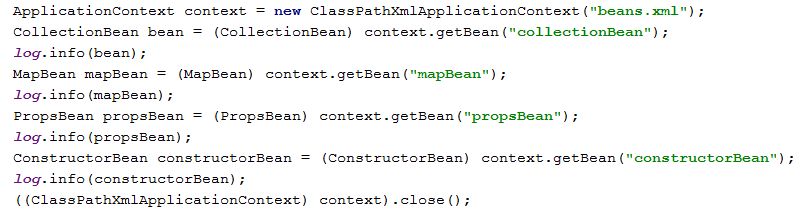 ApplicationContext context = new ClassPathXmlApplicationContext("beans.xml");
CollectionBean bean = (CollectionBean) context.getBean("collectionBean");
log.info(bean);
MapBean mapBean = (MapBean) context.getBean("mapBean");
log.info(mapBean);
PropsBean propsBean = (PropsBean) context.getBean("propsBean");
log.info(propsBean);
ConstructorBean constructorBean = (ConstructorBean) context.getBean("constructorBean");
log.info(constructorBean);
((ClassPathXmlApplicationContext) context).close();